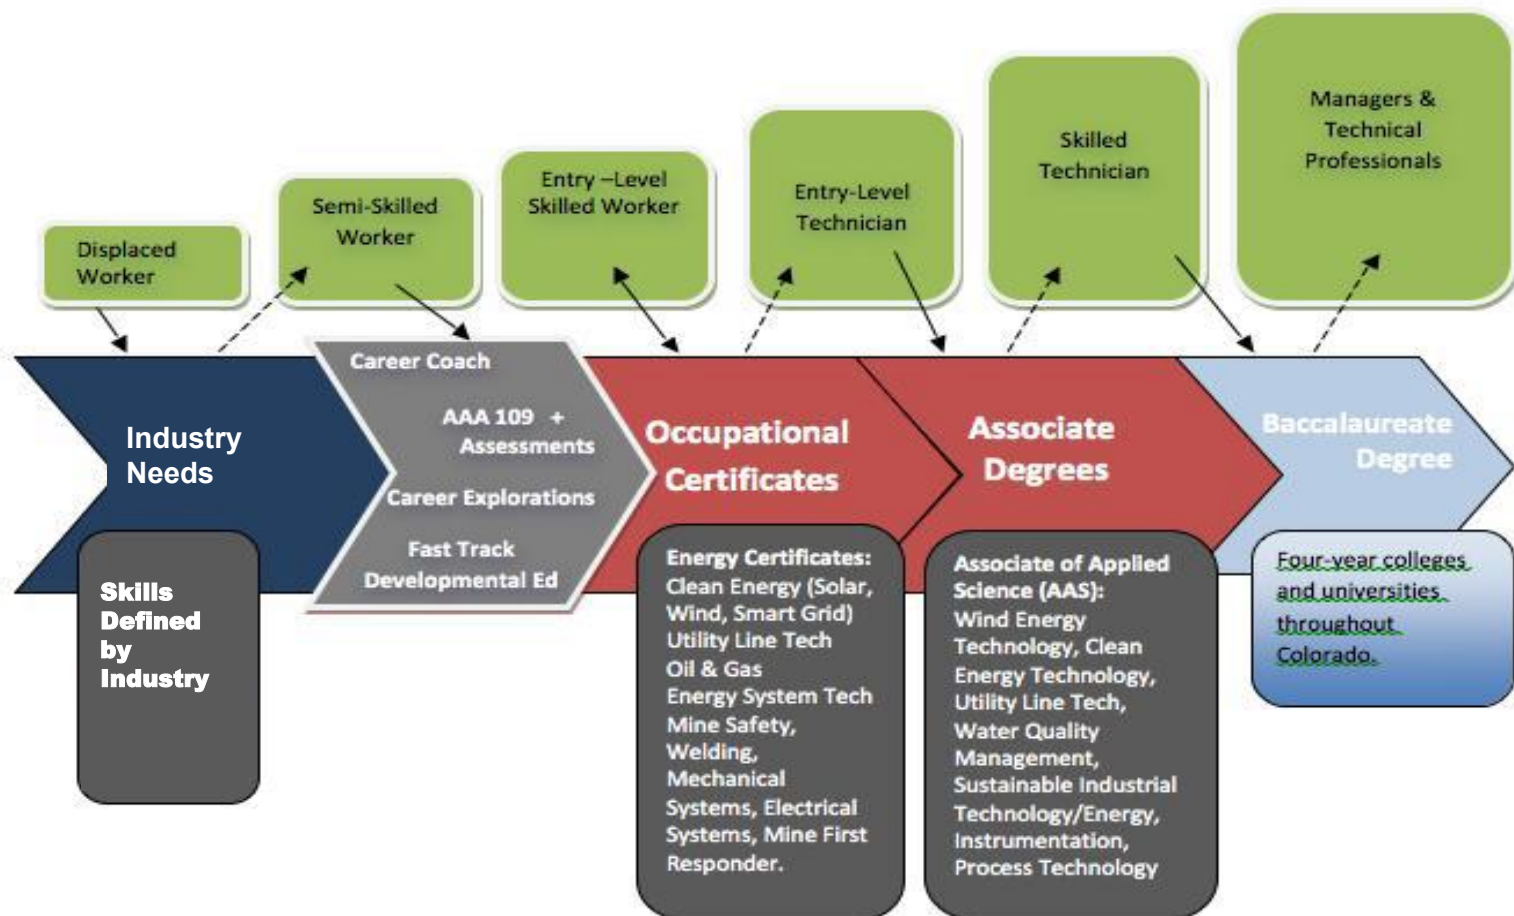 Displaced
Worker
Semi-Skilled
Worker
Entry –Level
Skilled Worker
Entry-Level
Technician
Skilled
Technician
Managers &
Technical
Professionals
Industry
Needs
Career Coach
AAA 109 +
Assessments
Career Explorations
Fast Track
Developmental Ed
Occupational
Certificates
Associate
Degrees
Baccalaureate
Degree
Skills
Defined
by
Industry
Energy Certificates:
Clean Energy (Solar,
Wind, Smart Grid)
Utility Line Tech
Oil & Gas
Energy System Tech
Mine Safety,
Welding,
Mechanical
Systems, Electrical
Systems, Mine First
Responder.
Associate of Applied
Science (AAS):
Wind Energy
Technology, Clean
Energy Technology,
Utility Line Tech,
Water Quality
Management,
Sustainable Industrial
Technology/Energy,
Instrumentation,
Process Technology
Four-year colleges
and universities
throughout
Colorado.